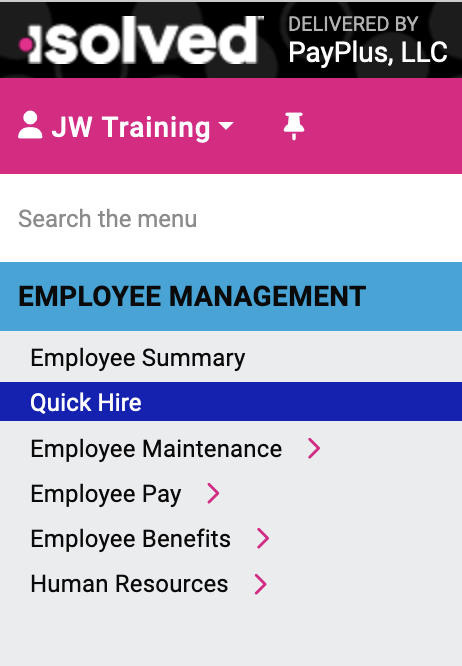 isolved
DELIVERED BY
PayPlus, LLC
JW Training
Search the menu
EMPLOYEE MANAGEMENT
Employee Summary
Quick Hire
Employee Maintenance
Employee Pay
Employee Benefits
Human Resources